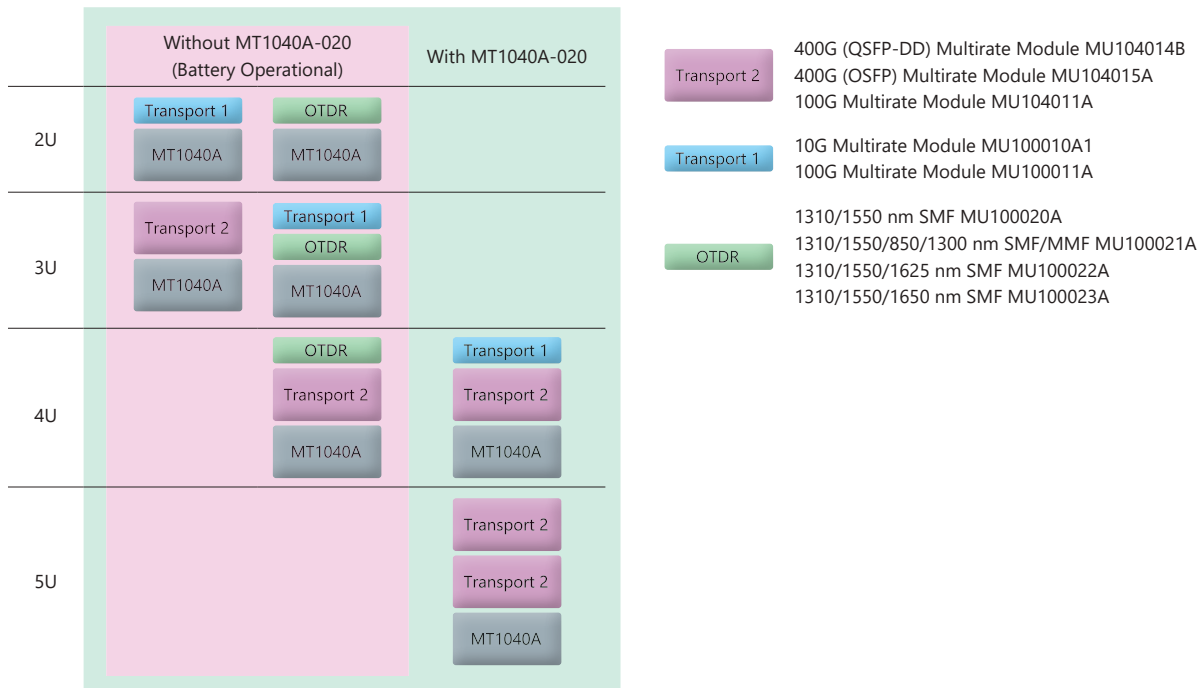 Without MT1040A-020
(Battery Operational)
With MT1040A-020
2U
Transport 1
OTDR
MT1040A
MT1040A
3U
Transport 2
Transport 1
OTDR
MT1040A
MT1040A
4U
OTDR
Transport 1
Transport 2
Transport 2
MT1040A
MT1040A
5U
Transport 2
Transport 2
MT1040A
Transport 2
400G (QSFP-DD) Multirate Module MU104014B
400G (OSFP) Multirate Module MU104015A
100G Multirate Module MU104011A
Transport 1
10G Multirate Module MU100010A1
100G Multirate Module MU100011A
OTDR
1310/1550 nm SMF MU100020A
1310/1550/850/1300 nm SMF/MMF MU100021A
1310/1550/1625 nm SMF MU100022A
1310/1550/1650 nm SMF MU100023A